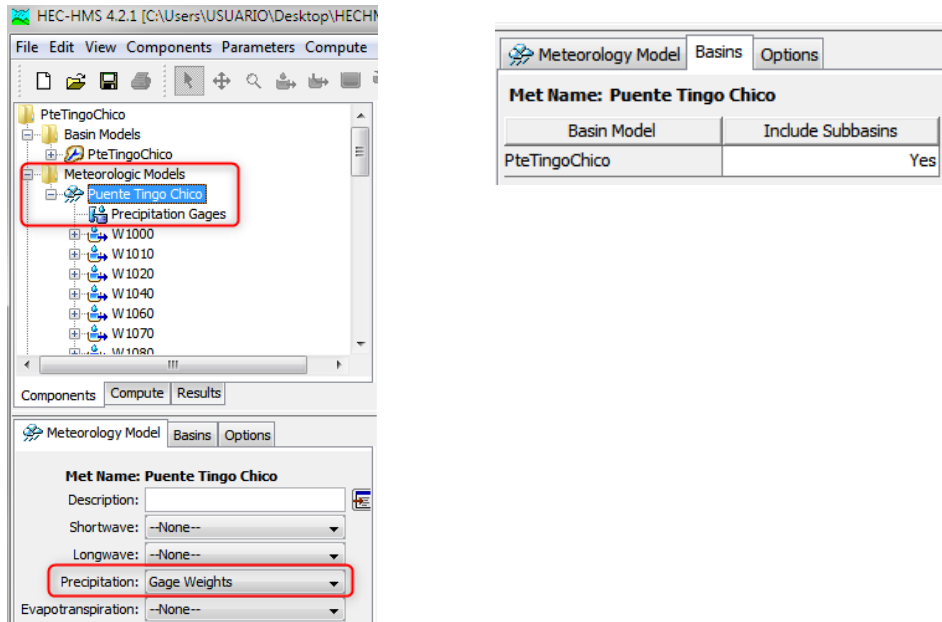 HEC-HMS 4.2.1 [C:\Users\USUARIO\Desktop\HECHM
File Edit View Components Parameters Compute
PteTingoChico
Basin Models
PteTingoChico
Meteorologic Models
Puente Tingo Chico
Precipitation Gages
W1000
W1010
W1020
W1040
W1060
W1070
W1080
Components Compute Results
Meteorology Model Basins Options
Met Name: Puente Tingo Chico
Description:
Shortwave: --None--
Longwave: --None--
Precipitation: Gage Weights
Evapotranspiration: --None--
Meteorology Model Basins Options
Met Name: Puente Tingo Chico
Basin Model Include Subbasins
PteTingoChico Yes